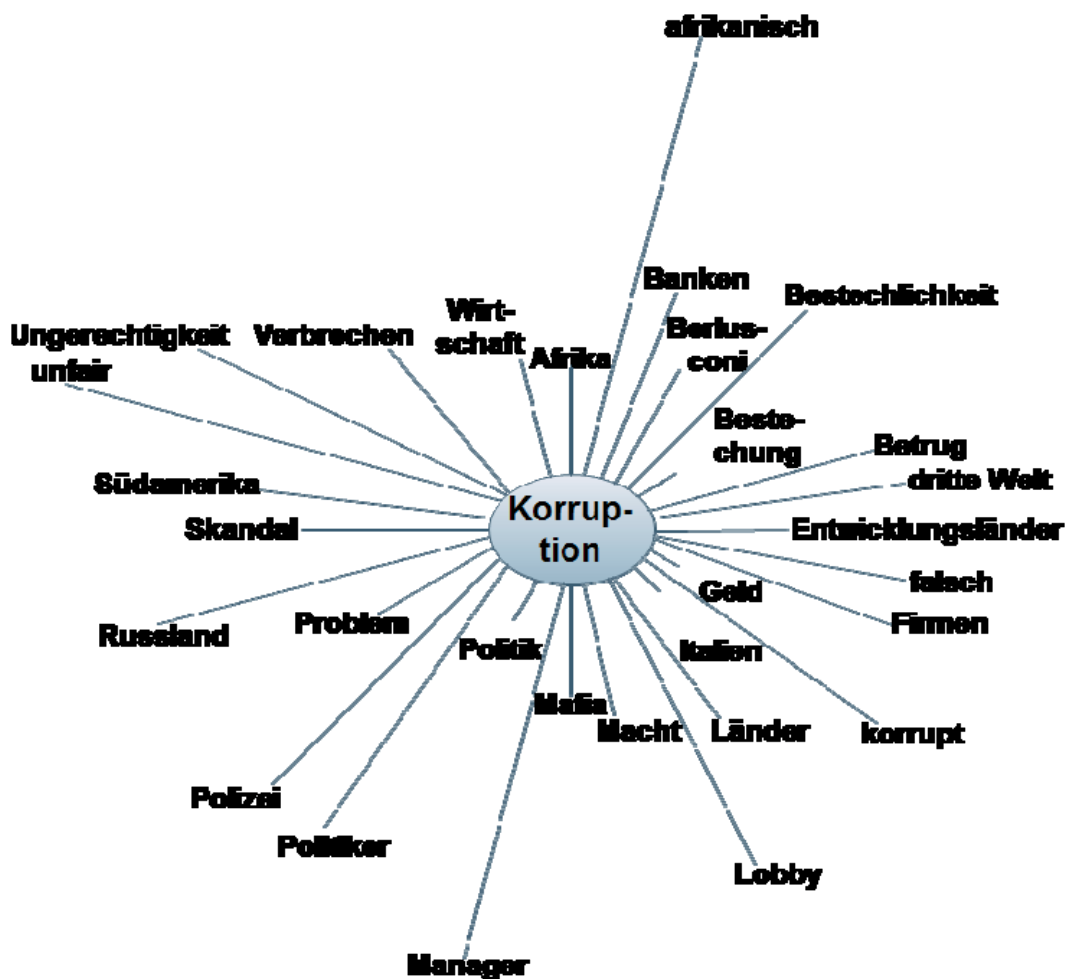 afrikanisch
Banken
Bestechlichkeit
Wirt-
schaft
Berlus-
coni
Ungerechtigkeit
Verbrechen
Afrika
unfair
Beste-
chung
Betrug
dritte Welt
Südamerika
Skandal
Korrup-
tion
Entwicklungsländer
falsch
Geld
Firmen
Russland
Problem
Politik
Italien
Mafia
Macht
Länder
korrupt
Polizei
Politiker
Lobby
Manager